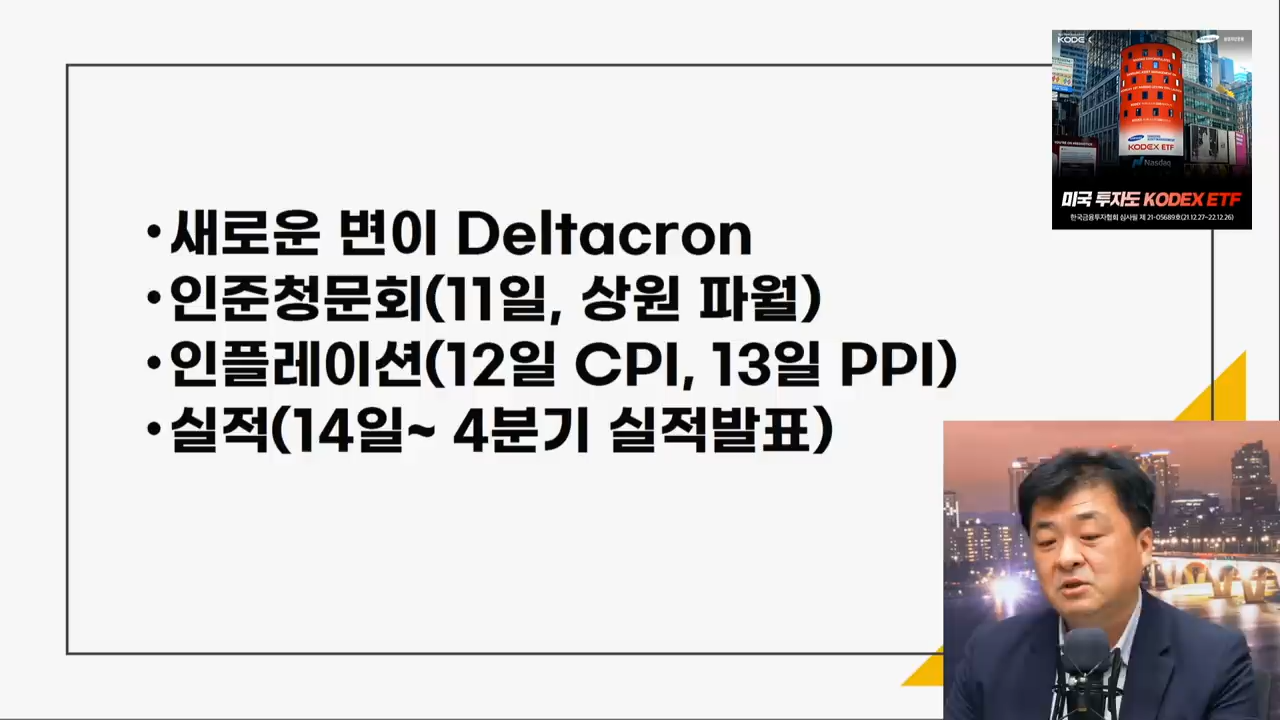 • 새로운 변이 Deltacron
• 인준청문회(11일, 상원 파월)
• 인플레이션(12일 CPI, 13일 PPI)
• 실적(14일~ 4분기 실적발표)
KODEX ETF
Nasdaq
미국 투자도 KODEX ETF
한국금융투자협회 심사필 제 21-05689호(21.12.27~22.12.26)